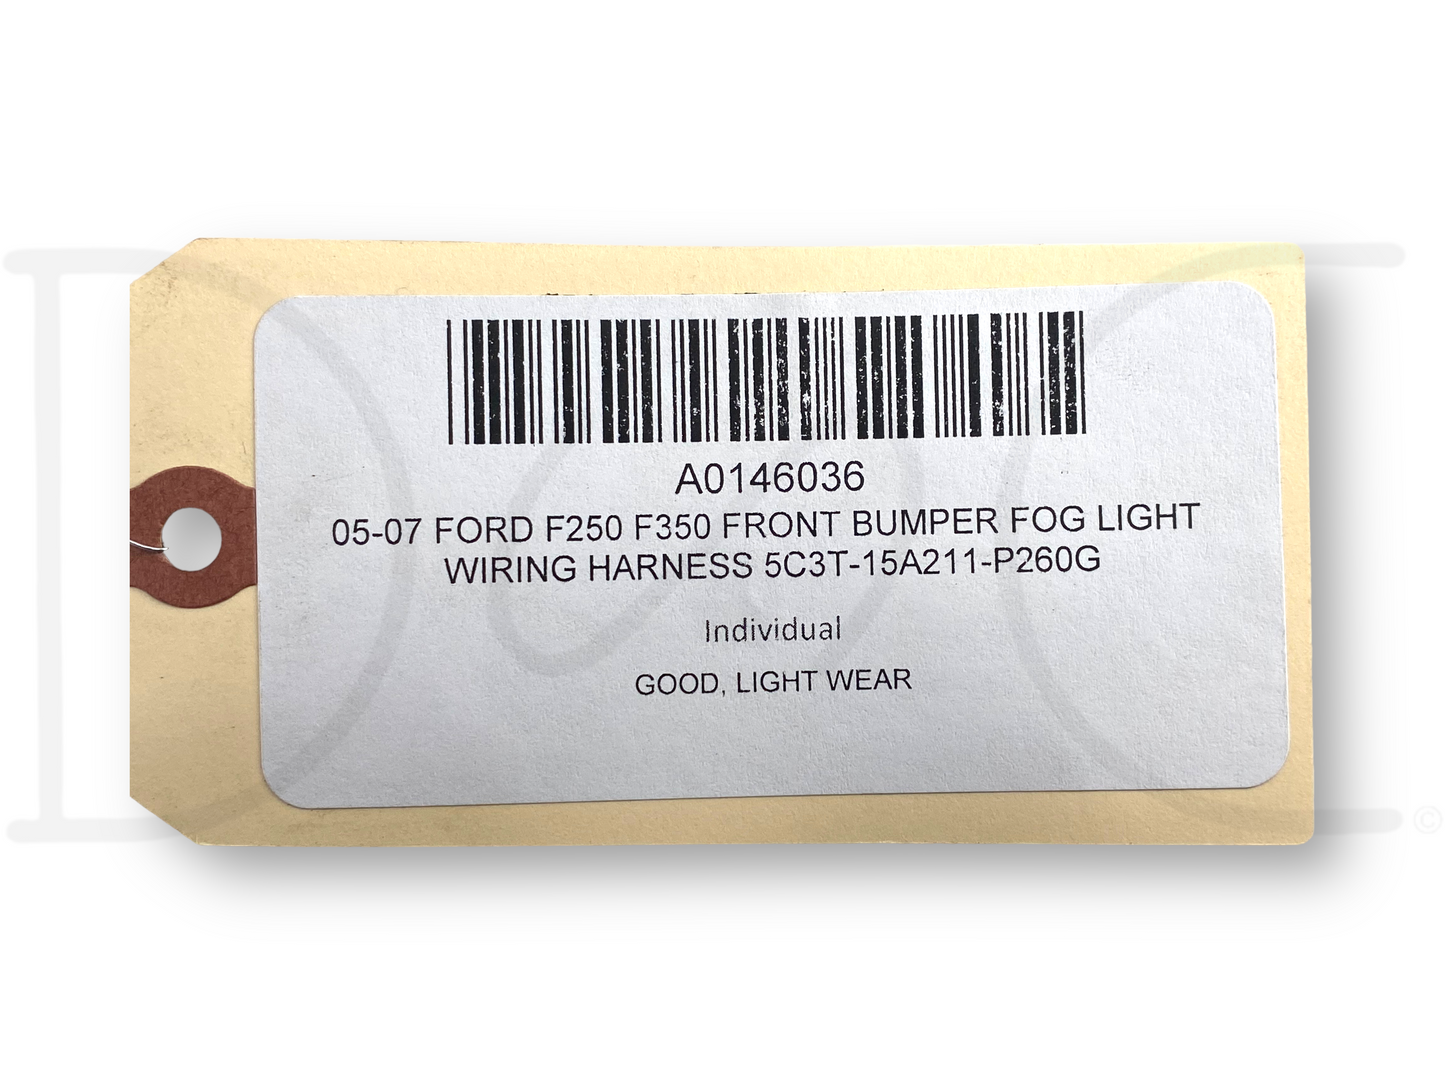 A0146036
05-07 FORD F250 F350 FRONT BUMPER FOG LIGHT
WIRING HARNESS 5C3T-15A211-P260G
Individual
GOOD, LIGHT WEAR
©